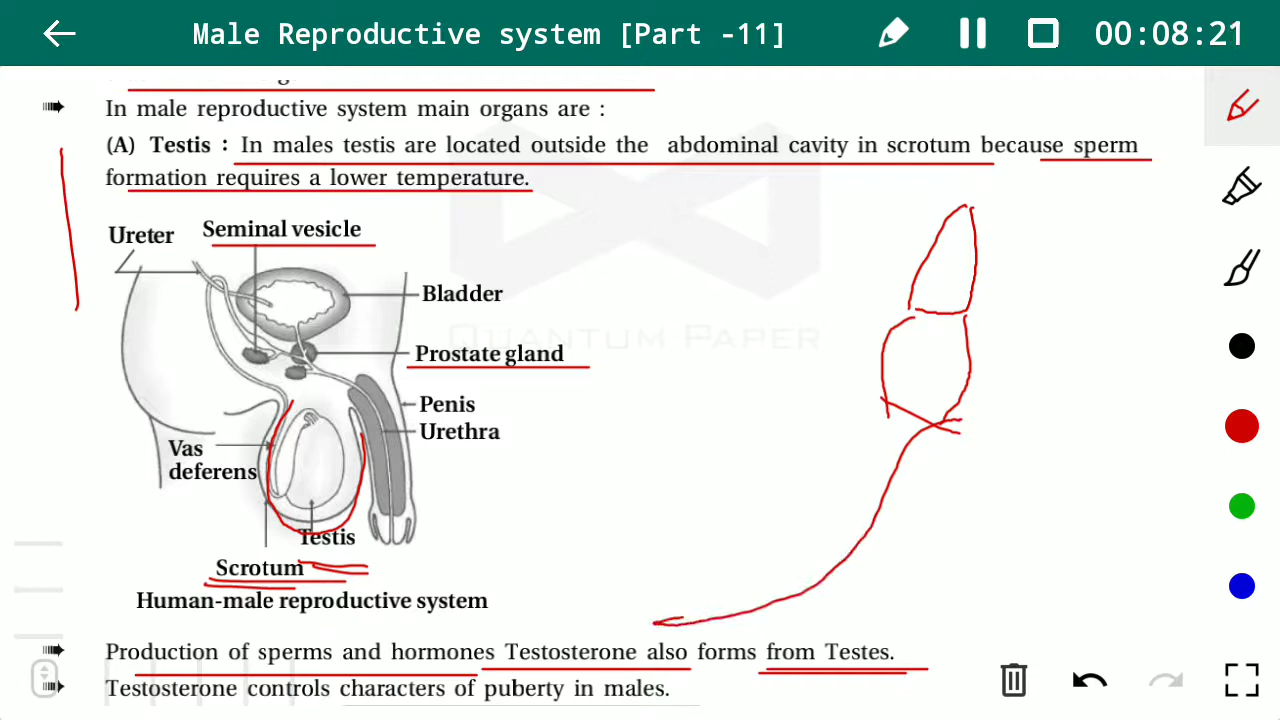 Male Reproductive system [Part -11]
00:08:21
In male reproductive system main organs are :
(A) Testis : In males testis are located outside the abdominal cavity in scrotum because sperm
formation requires a lower temperature.
Ureter
Seminal vesicle
Bladder
QUANTUM PAPER
Prostate gland
Penis
Urethra
Vas
deferens
Testis
Scrotum
Human-male reproductive system
Production of sperms and hormones Testosterone also forms from Testes.
Testosterone controls characters of puberty in males.